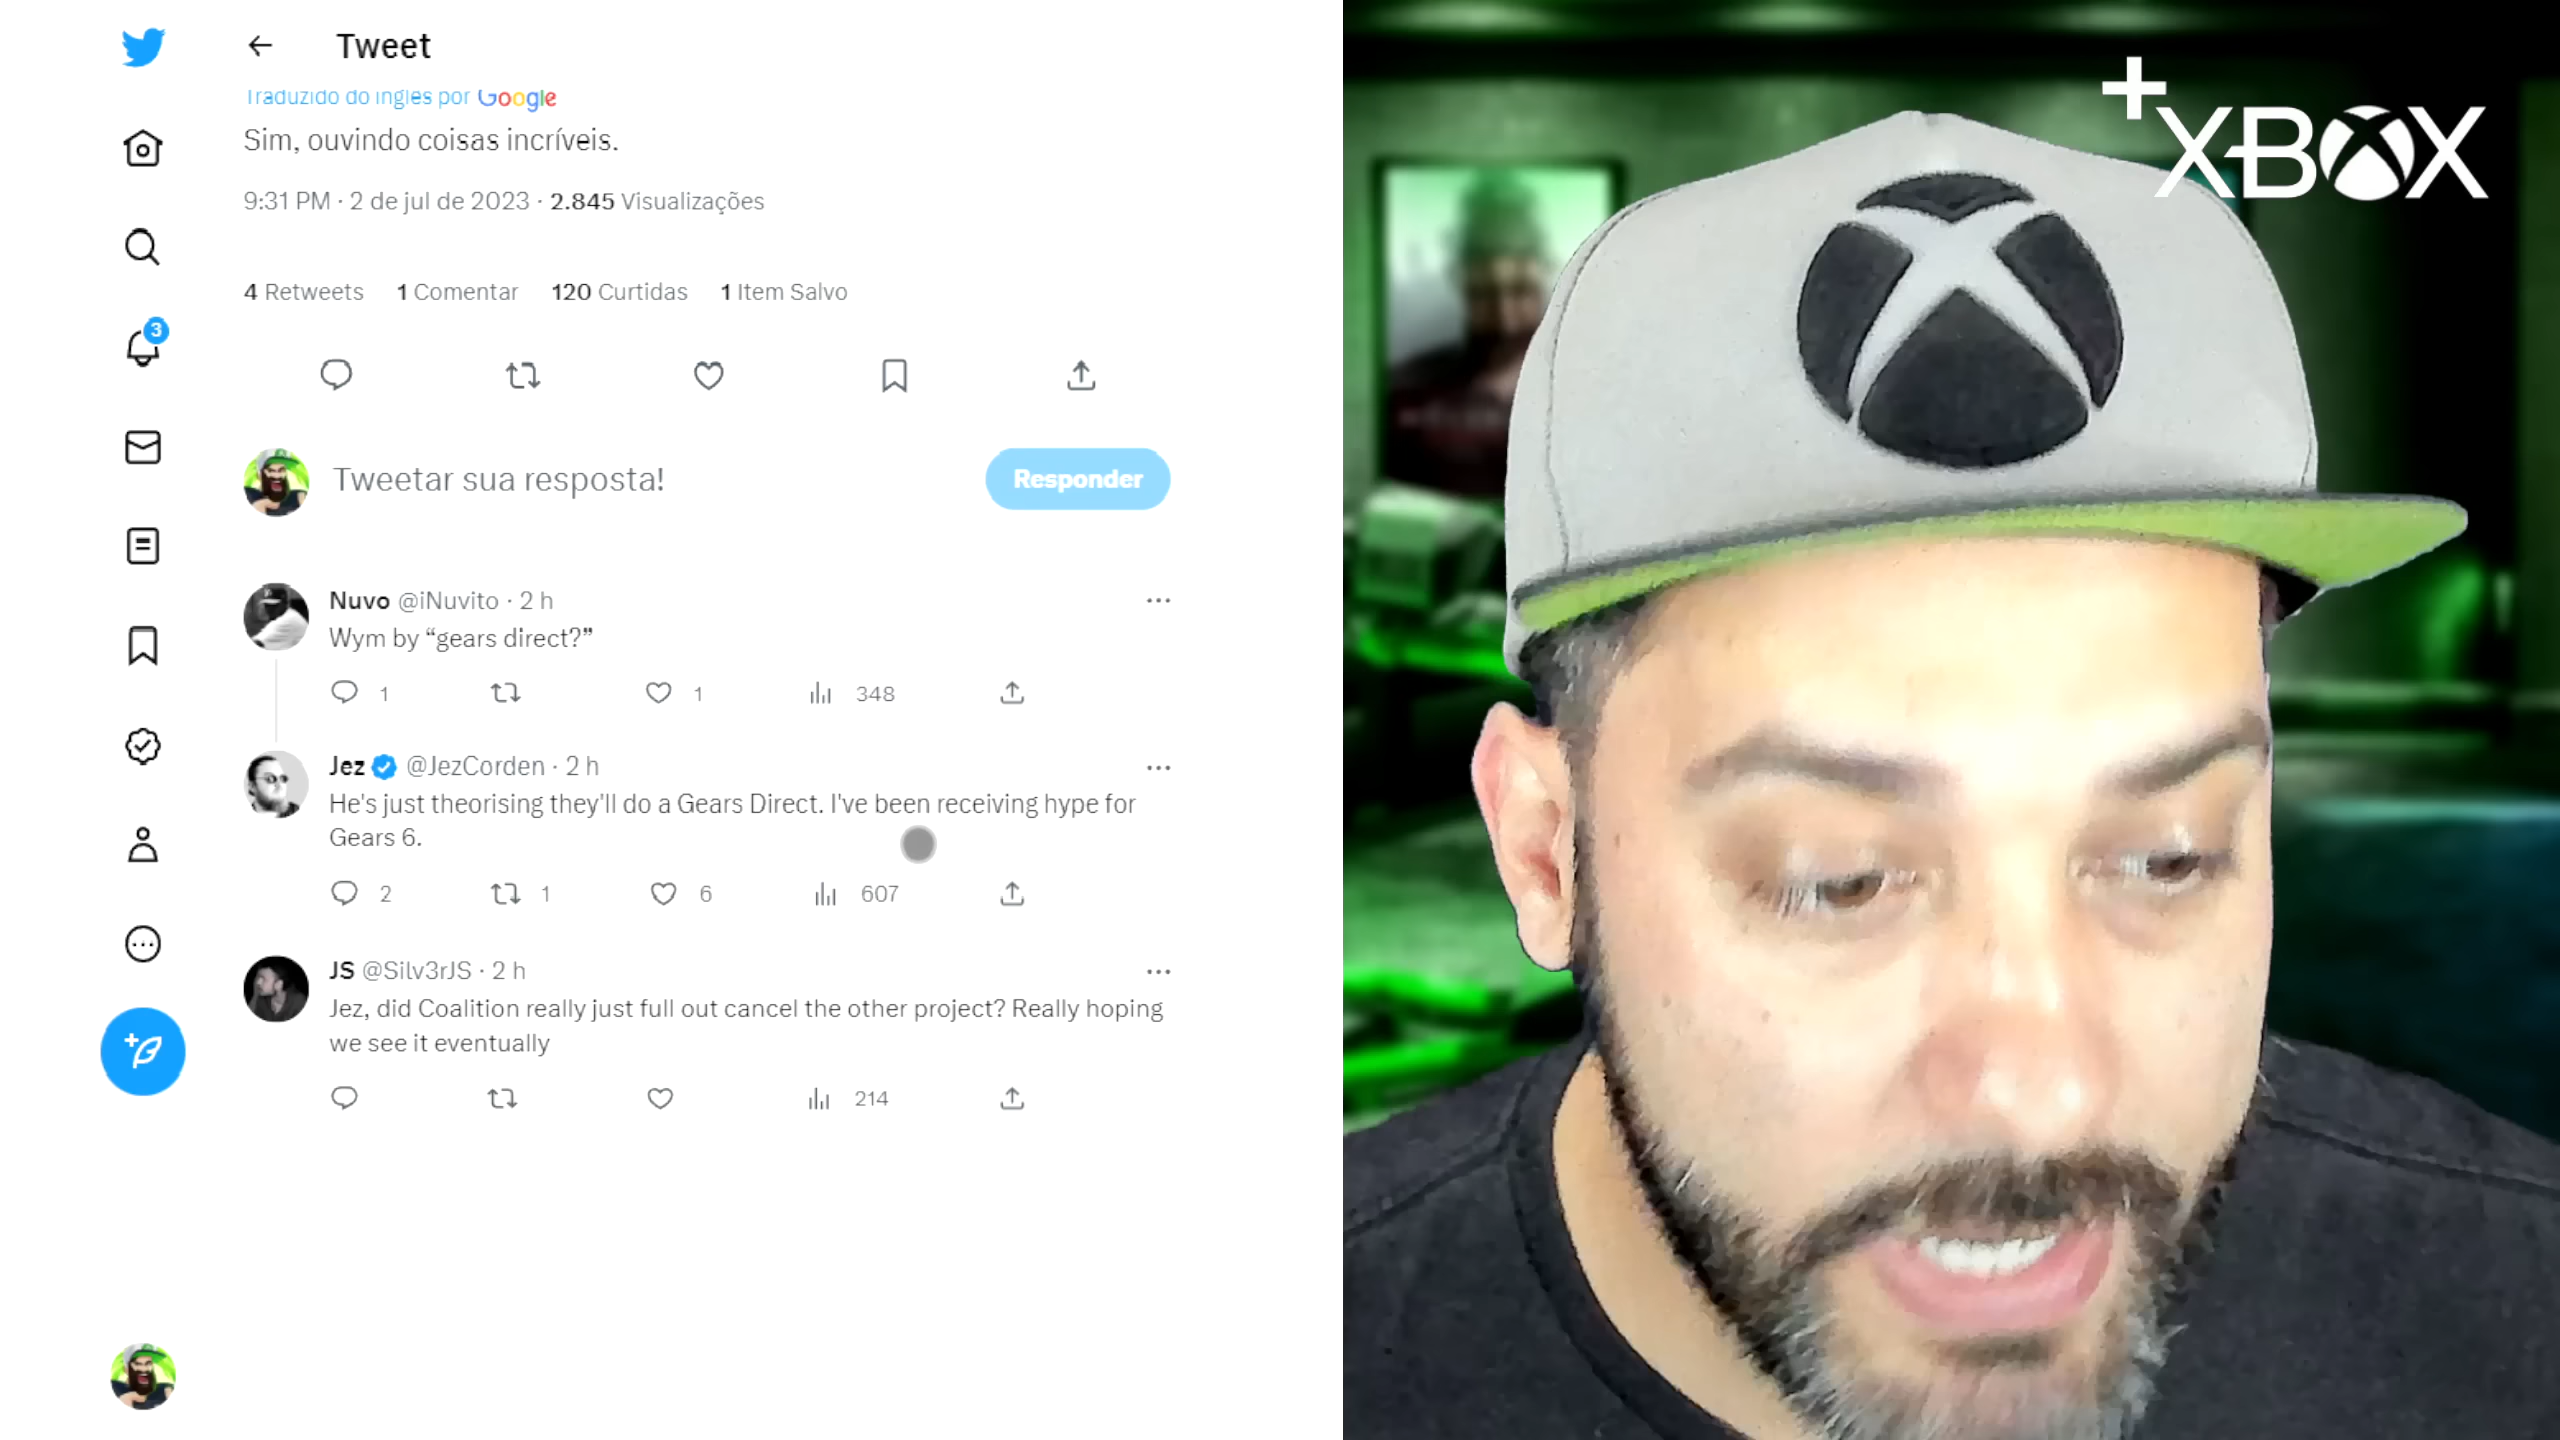 Tweet
Traduzido do inglês por Google
Sim, ouvindo coisas incríveis.
9:31 PM · 2 de jul de 2023 · 2.845 Visualizações
4 Retweets 1 Comentar 120 Curtidas 1 Item Salvo
3
Tweetar sua resposta!
Responder
Nuvo @iNuvito · 2 h
Wym by “gears direct?”
1 1 348
Jez @JezCorden · 2 h
He's just theorising they'll do a Gears Direct. I've been receiving hype for
Gears 6.
2 1 6 607
JS @Silv3rJS · 2 h
Jez, did Coalition really just full out cancel the other project? Really hoping
we see it eventually
214
+XBOX